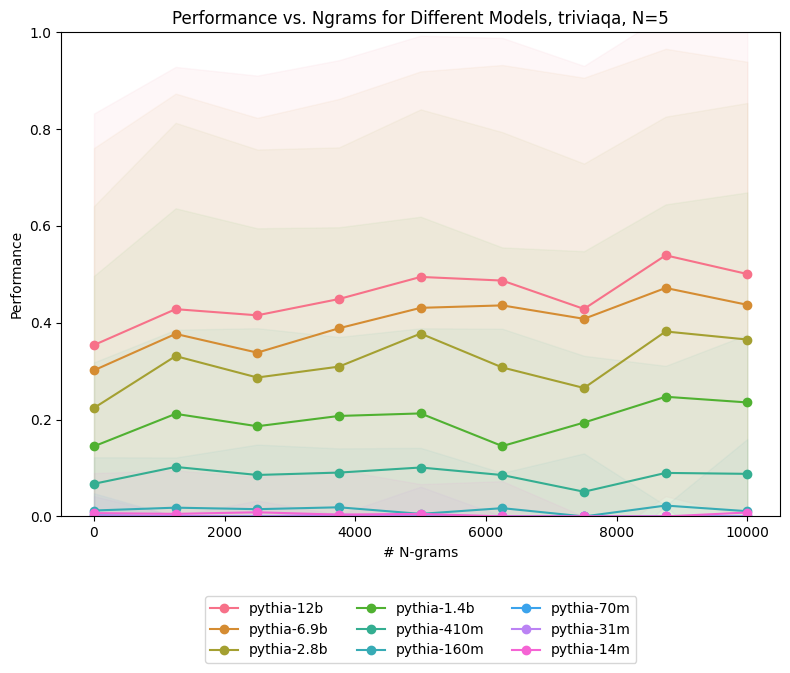 Performance vs. Ngrams for Different Models, triviaqa, N=5
1.0
0.8
0.6
0.4
0.2
0.0
Performance
0 2000 4000 6000 8000 10000
# N-grams
pythia-12b pythia-1.4b pythia-70m
pythia-6.9b pythia-410m pythia-31m
pythia-2.8b pythia-160m pythia-14m